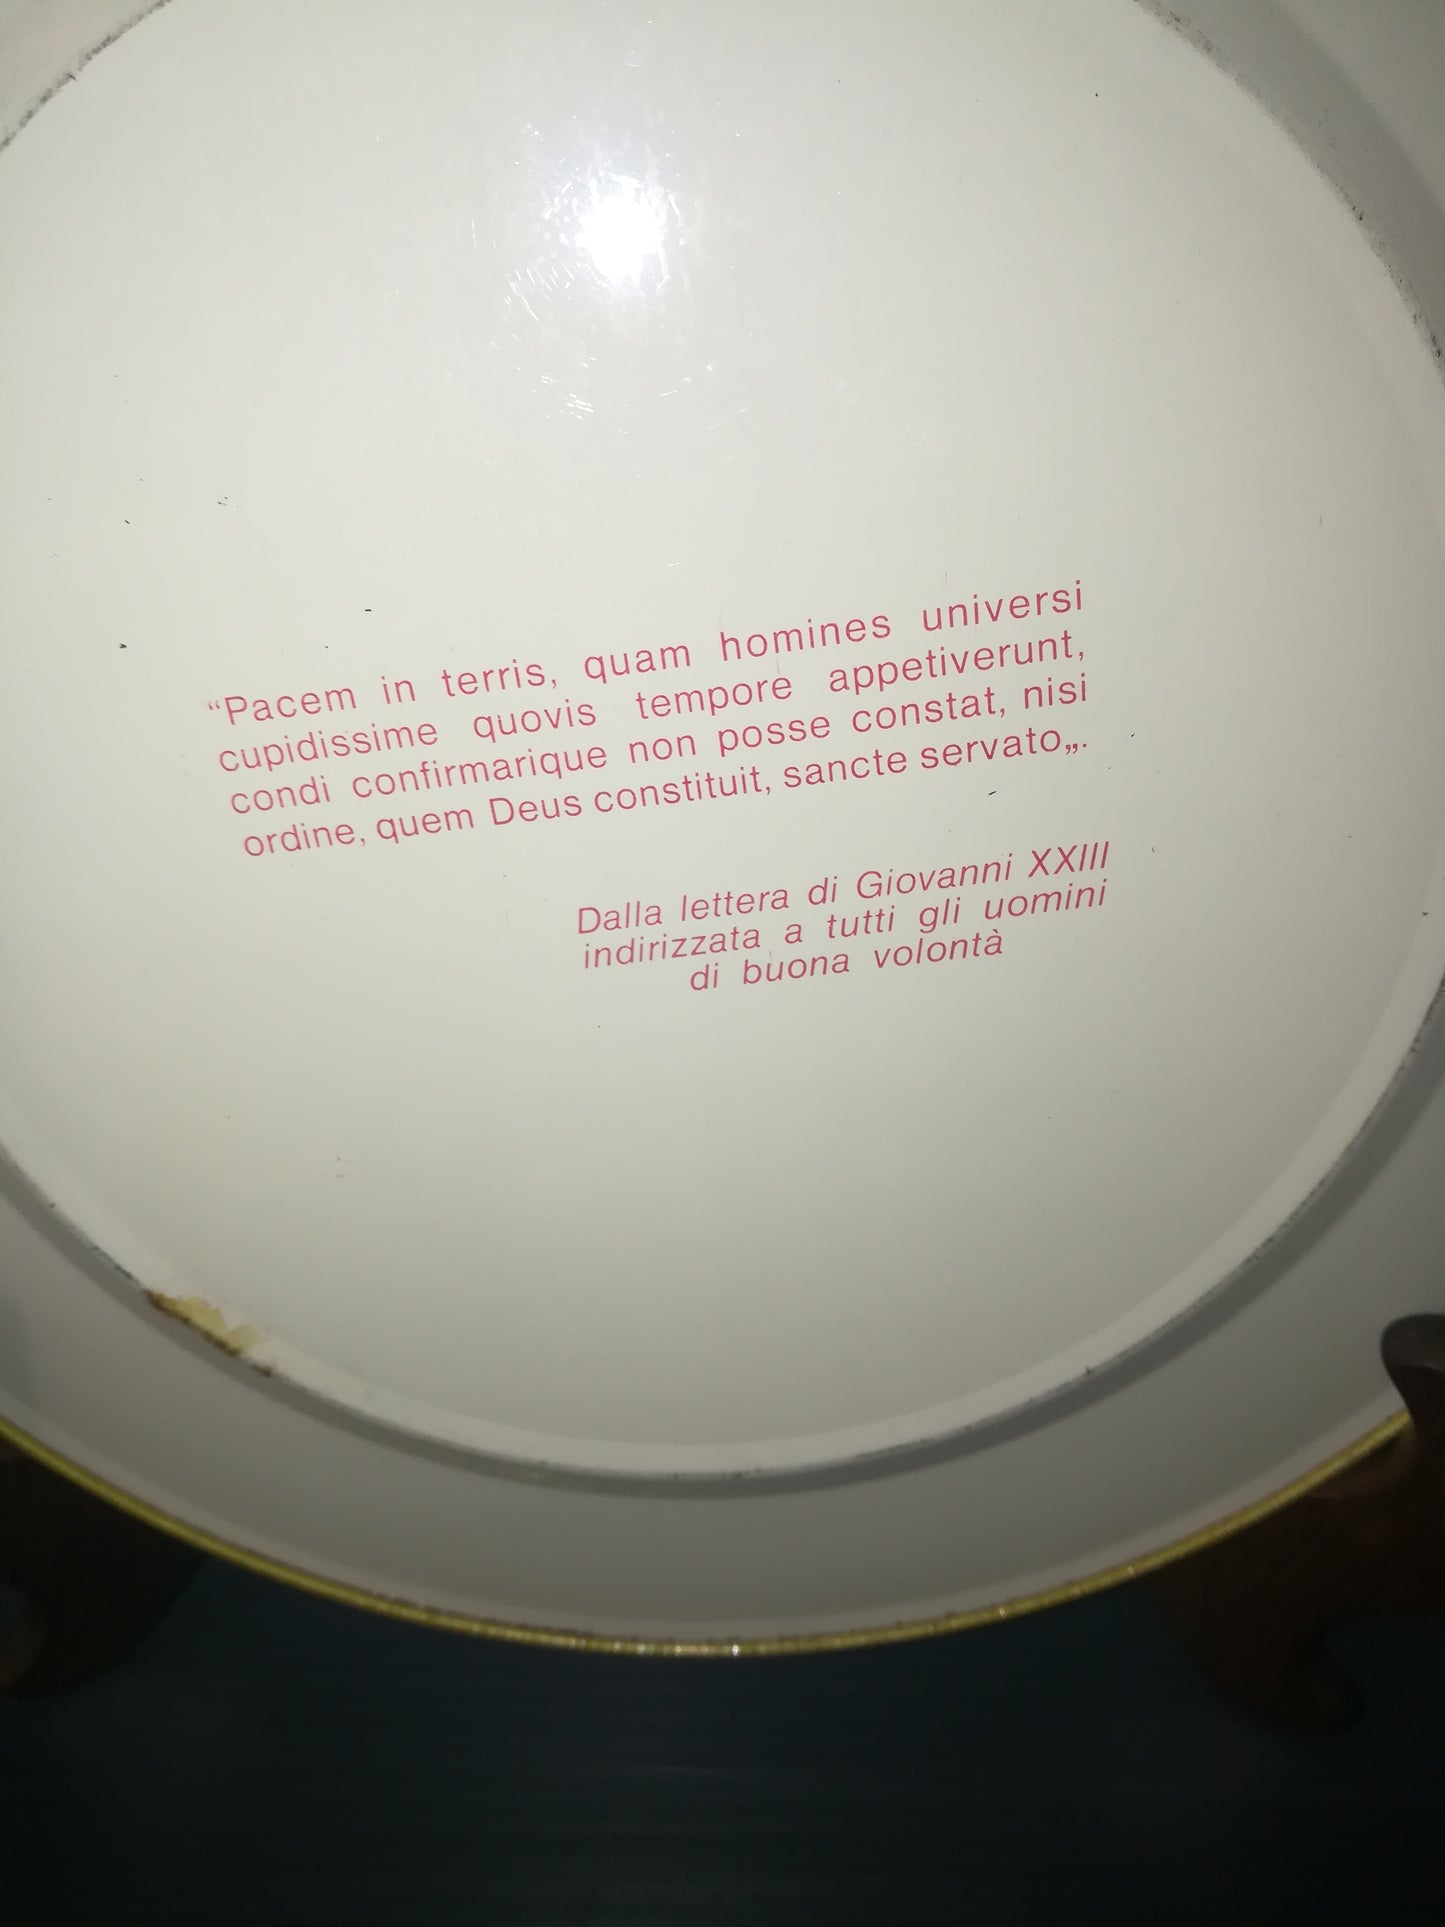 “Pacem in terris, quam homines universi
cupidissime quovis tempore appetiverunt,
condi confirmarique non posse constat, nisi
ordine, quem Deus constituit, sancte servato„.
Dalla lettera di Giovanni XXIII
indirizzata a tutti gli uomini
di buona volontà